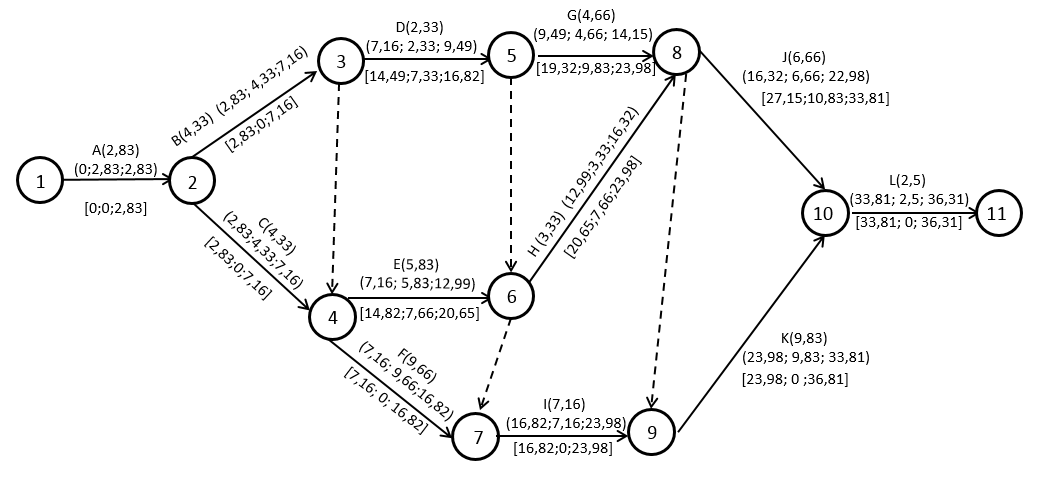 G(4,66)
(9,49; 4,66; 14,15)
[19,32;9,83;23,98]
D(2,33)
(7,16; 2,33; 9,49)
[14,49;7,33;16,82]
J(6,66)
(16,32; 6,66; 22,98)
[27,15;10,83;33,81]
B(4,33) (2,83; 4,33;7,16)
[2,83;0;7,16]
3
5
8
A(2,83)
(0;2,83;2,83)
[0;0;2,83]
1
2
H (3,33) (12,99;3,33;16,32)
[20,65;7,66;23,98]
L(2,5)
(33,81; 2,5; 36,31)
[33,81; 0; 36,31]
10
11
C(4,33)
(2,83;4,33;7,16)
[2,83;0;7,16]
E(5,83)
(7,16; 5,83;12,99)
[14,82;7,66;20,65]
4
6
F(9,66)
(7,16; 9,66;16,82)
[7,16; 0; 16,82]
K(9,83)
(23,98; 9,83; 33,81)
[23,98; 0 ;36,81]
I(7,16)
(16,82;7,16;23,98)
[16,82;0;23,98]
7
9